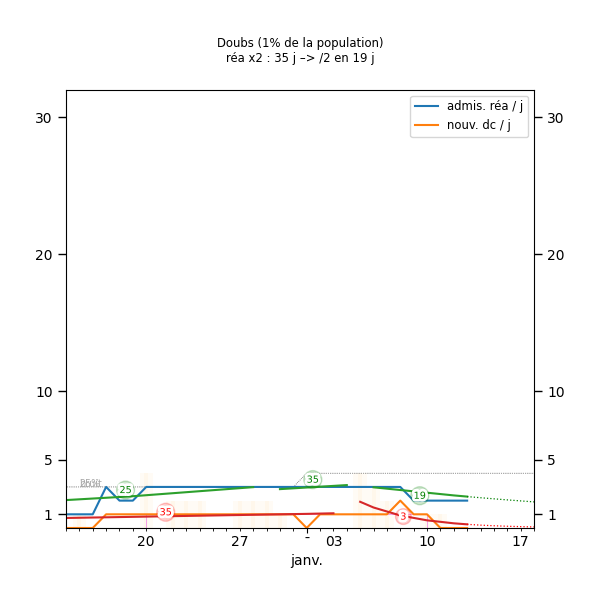 Doubs (1% de la population)
réa x2 : 35 j –> /2 en 19 j
admis. réa / j
nouv. dc / j
30 30
20 20
10 10
5 5
1 1
25
35
19
35
3
20 27 - 03 10 17
janv.